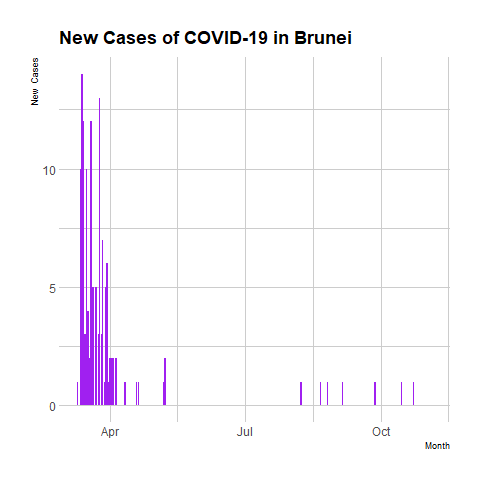 New Cases of COVID-19 in Brunei
New Cases
10
5
0
Apr
Jul
Oct
Month